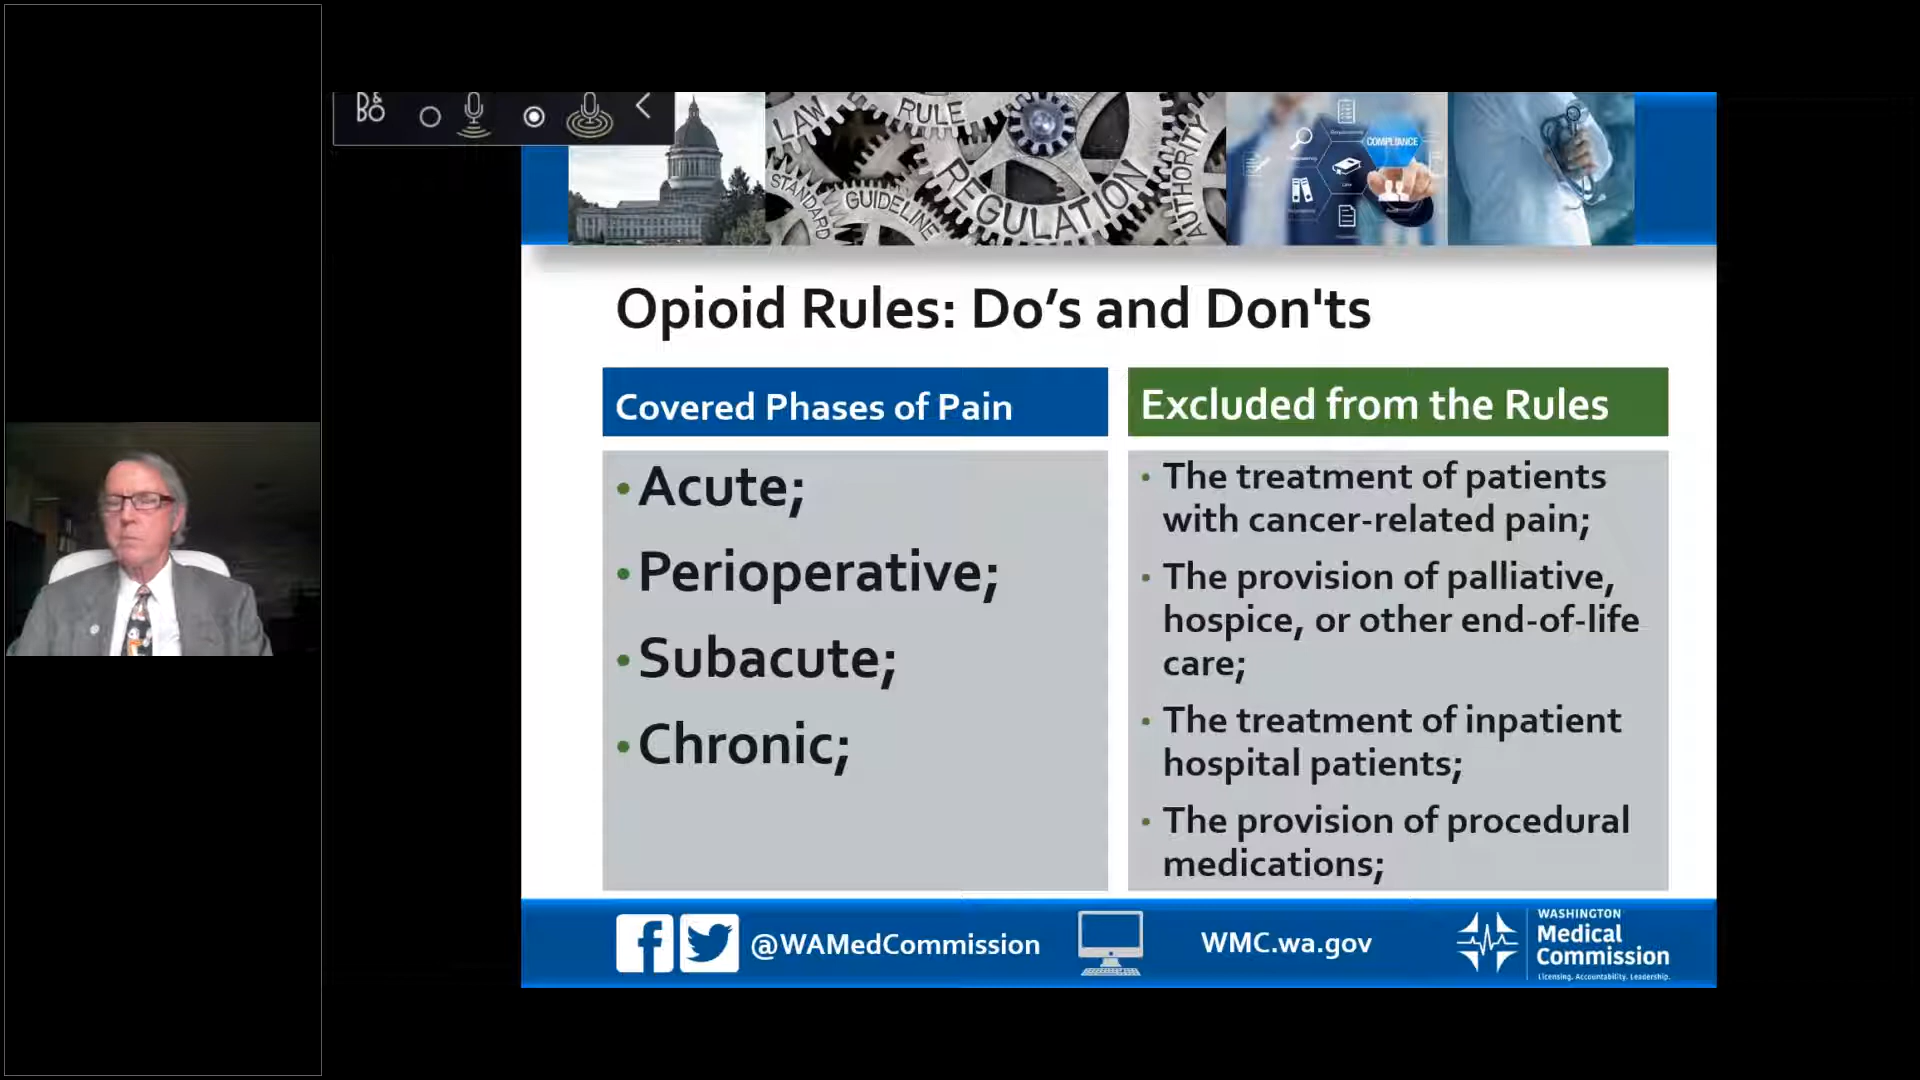 B&O
LAW
RULE
STANDARD
GUIDELINE
REGULATION
AUTHORITY
COMPLIANCE
Opioid Rules: Do’s and Don'ts
Covered Phases of Pain
• Acute;
• Perioperative;
• Subacute;
• Chronic;
Excluded from the Rules
• The treatment of patients
with cancer-related pain;
• The provision of palliative,
hospice, or other end-of-life
care;
• The treatment of inpatient
hospital patients;
• The provision of procedural
medications;
@WAMedCommission
WMC.wa.gov
WASHINGTON
Medical
Commission
Licensing. Accountability. Leadership.